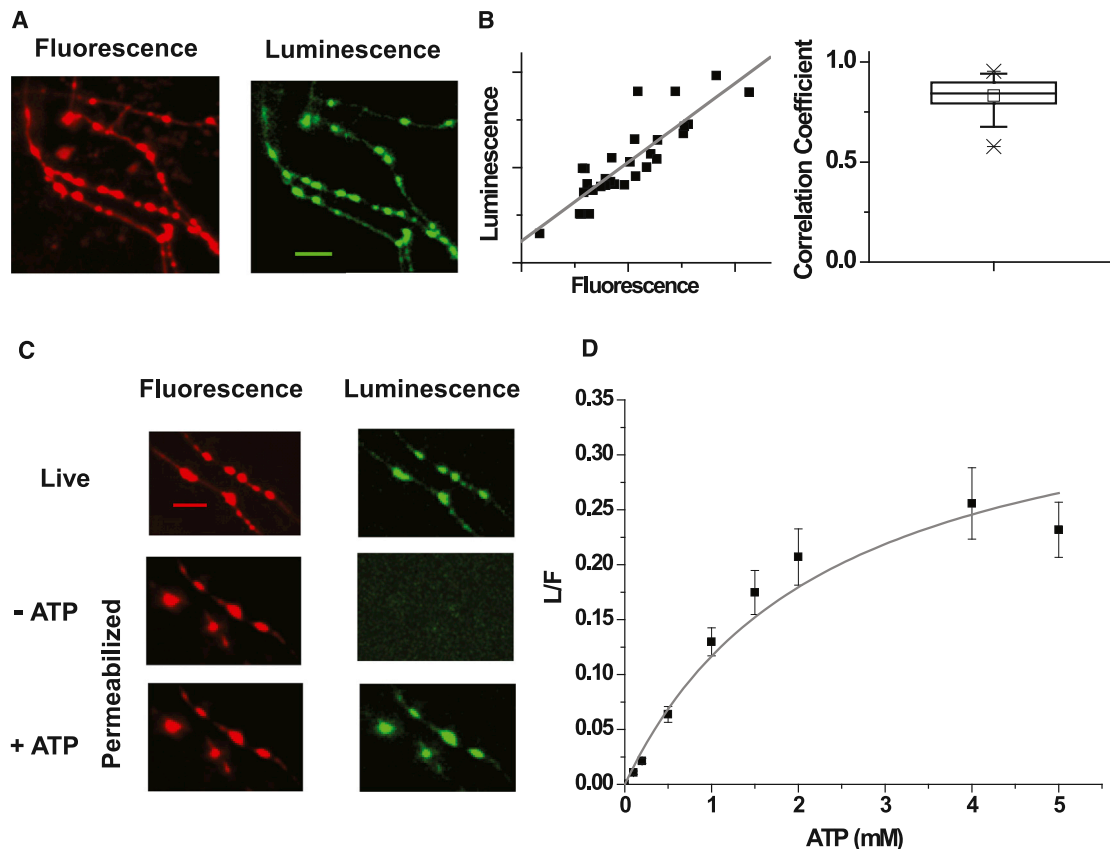 A
Fluorescence Luminescence
B
Luminescence
Fluorescence
Correlation Coefficient
1.0
0.5
0.0
C
Fluorescence Luminescence
Live
- ATP
+ ATP
Permeabilized
D
L/F
0.35
0.30
0.25
0.20
0.15
0.10
0.05
0.00
0 1 2 3 4 5
ATP (mM)